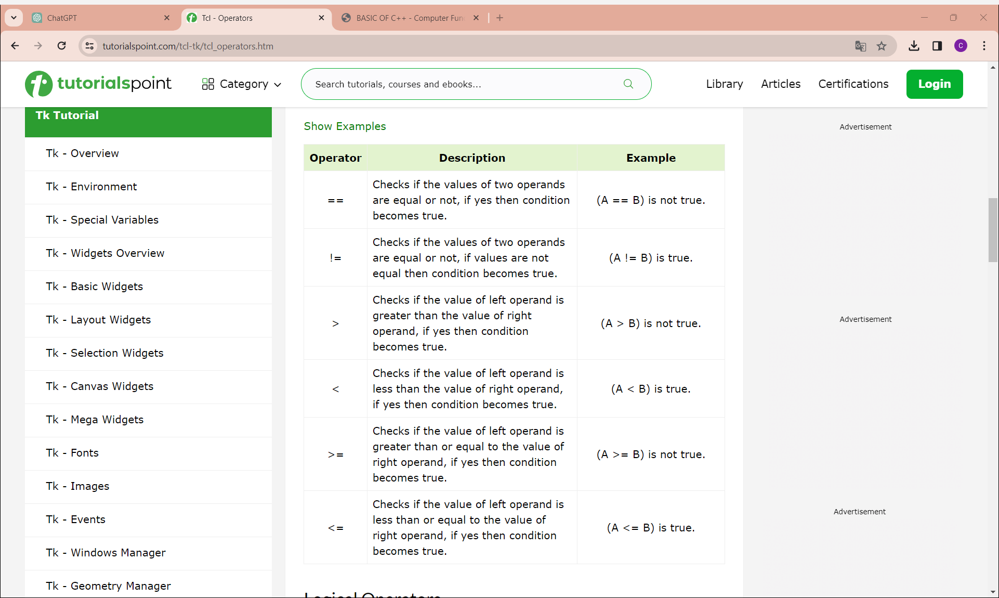 ChatGPT
Tcl - Operators
BASIC OF C++ - Computer Fun
tutorialspoint.com/tcl-tk/tcl_operators.htm
C
tutorialspoint
Category
Search tutorials, courses and ebooks...
Library
Articles
Certifications
Login
Tk Tutorial
Tk - Overview
Tk - Environment
Tk - Special Variables
Tk - Widgets Overview
Tk - Basic Widgets
Tk - Layout Widgets
Tk - Selection Widgets
Tk - Canvas Widgets
Tk - Mega Widgets
Tk - Fonts
Tk - Images
Tk - Events
Tk - Windows Manager
Tk - Geometry Manager
Show Examples
Operator Description Example
Checks if the values of two operands
== are equal or not, if yes then condition (A == B) is not true.
becomes true.
Checks if the values of two operands
!= are equal or not, if values are not (A != B) is true.
equal then condition becomes true.
Checks if the value of left operand is
greater than the value of right
> operand, if yes then condition (A > B) is not true.
becomes true.
Checks if the value of left operand is
< less than the value of right operand, (A < B) is true.
if yes then condition becomes true.
Checks if the value of left operand is
greater than or equal to the value of
>= right operand, if yes then condition (A >= B) is not true.
becomes true.
Checks if the value of left operand is
less than or equal to the value of
<= right operand, if yes then condition (A <= B) is true.
becomes true.
Logical Operators
Advertisement
Advertisement
Advertisement